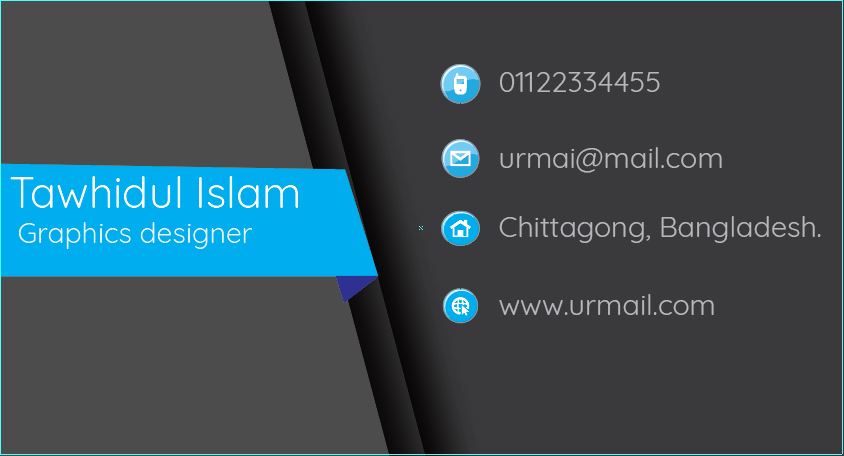 Tawhidul Islam
Graphics designer
01122334455
urmai@mail.com
Chittagong, Bangladesh.
www.urmail.com